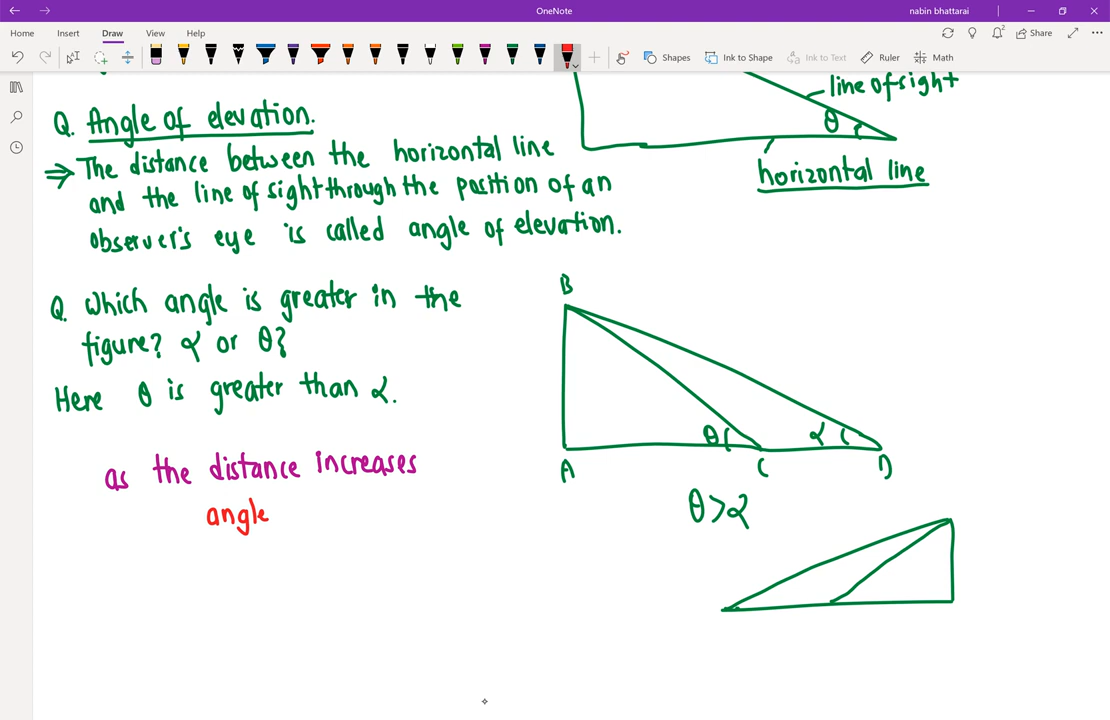 OneNote
nabin bhattarai
Home Insert Draw View Help
2
Share
Shapes Ink to Shape Ink to Text Ruler Math
line of sight
θ
horizontal line
Q. Angle of elevation.
⇒ The distance between the horizontal line
and the line of sight through the position of an
observer's eye is called angle of elevation.
Q. Which angle is greater in the
figure? α or θ?
Here θ is greater than α.
B
θ α
A C D
θ>α
as the distance increases
angle